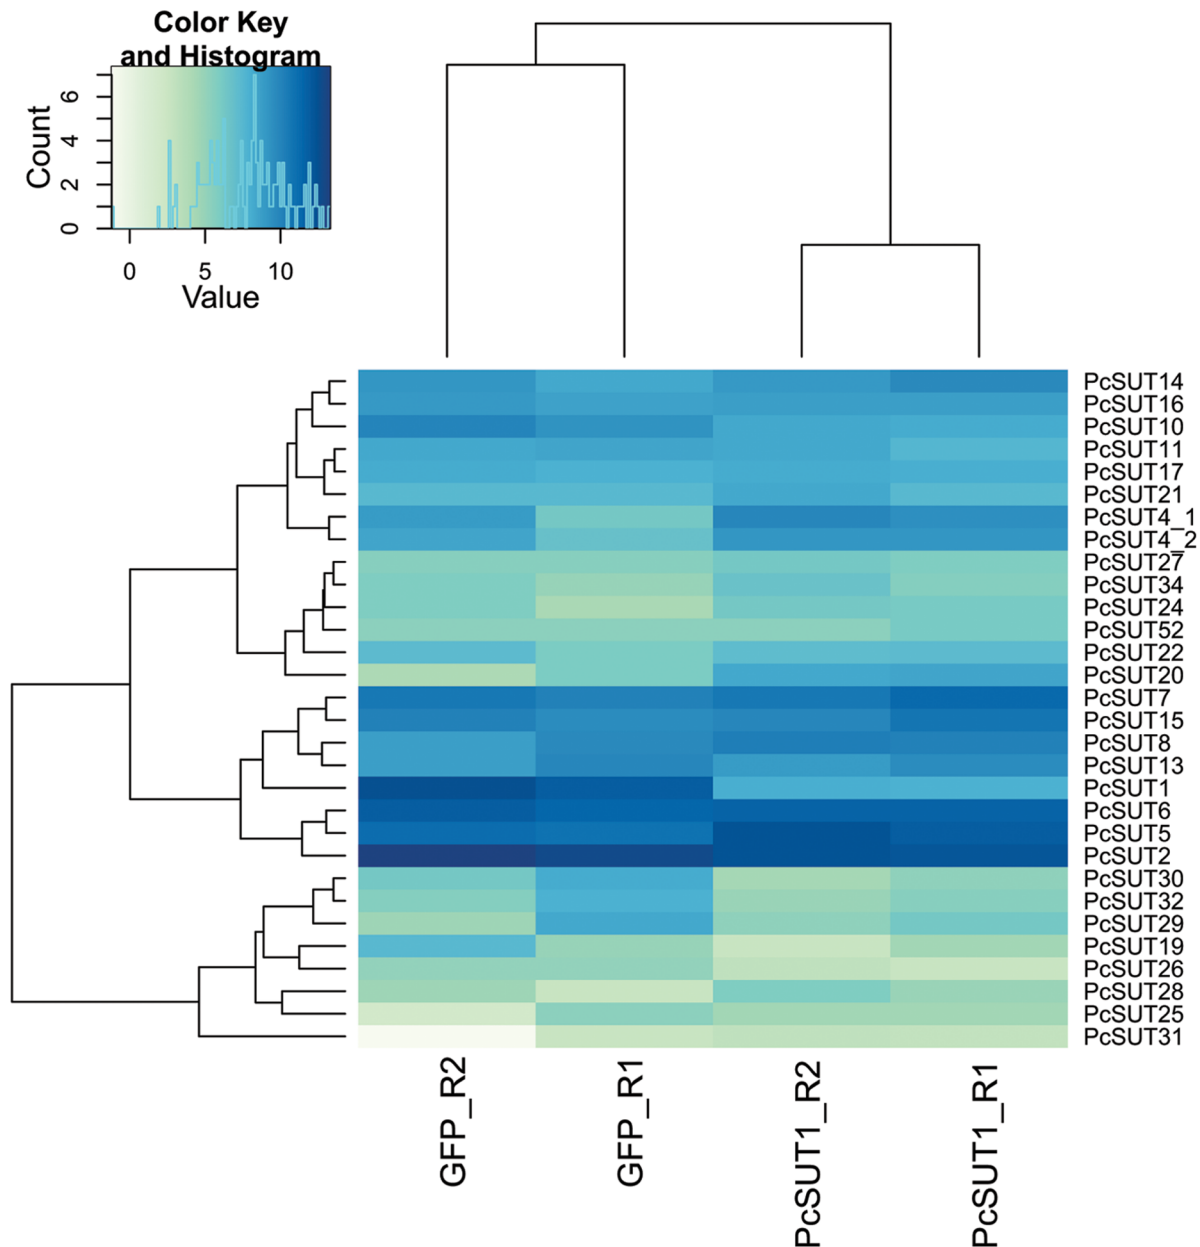 Color Key
and Histogram
Count
0 2 4 6
0 5 10
Value
PcSUT14
PcSUT16
PcSUT10
PcSUT11
PcSUT17
PcSUT21
PcSUT4_1
PcSUT4_2
PcSUT27
PcSUT34
PcSUT24
PcSUT52
PcSUT22
PcSUT20
PcSUT7
PcSUT15
PcSUT8
PcSUT13
PcSUT1
PcSUT6
PcSUT5
PcSUT2
PcSUT30
PcSUT32
PcSUT29
PcSUT19
PcSUT26
PcSUT28
PcSUT25
PcSUT31
GFP_R2
GFP_R1
PcSUT1_R2
PcSUT1_R1